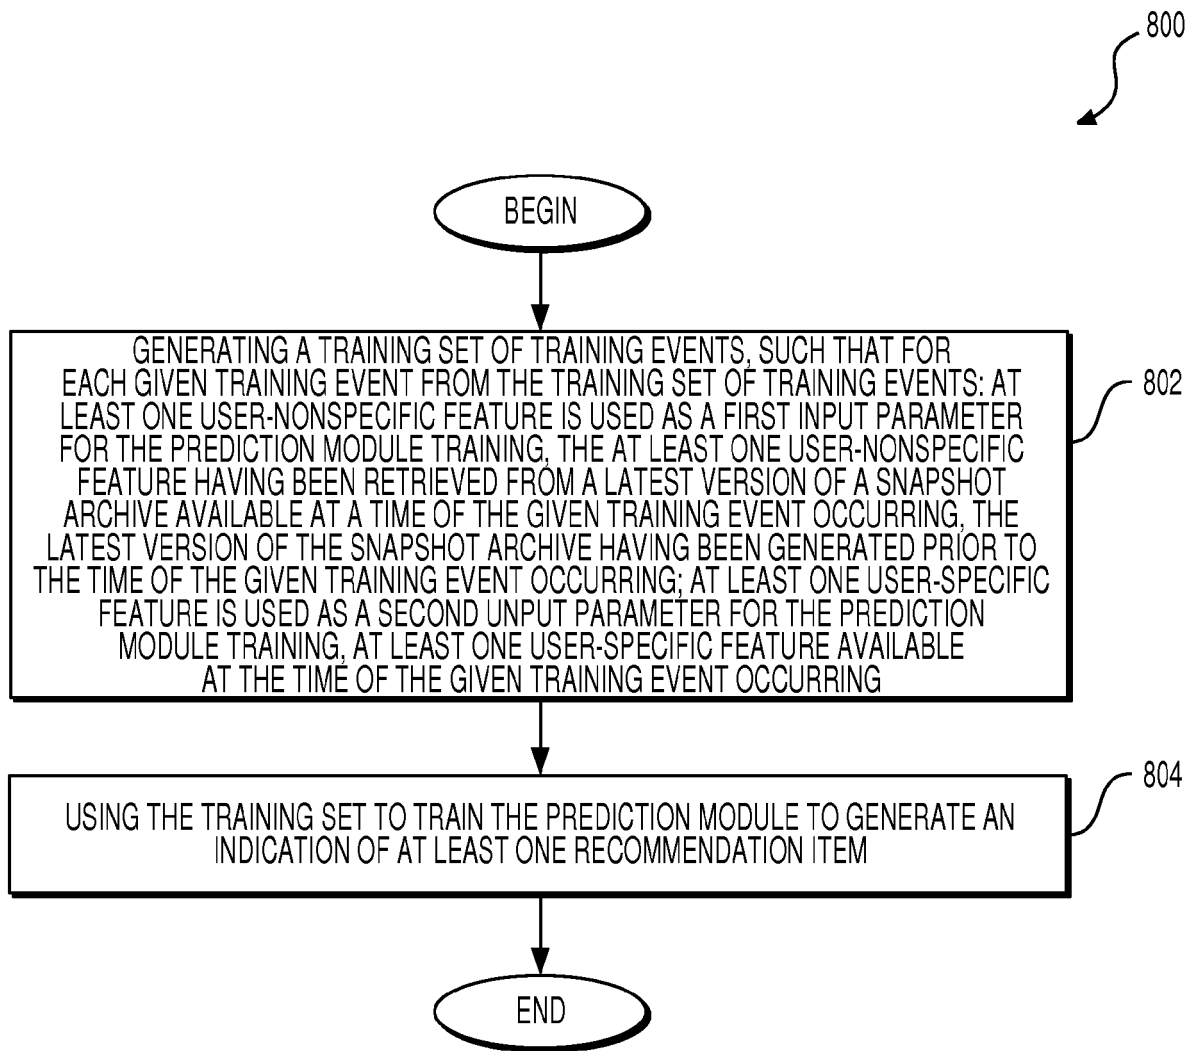 800
BEGIN
GENERATING A TRAINING SET OF TRAINING EVENTS, SUCH THAT FOR
EACH GIVEN TRAINING EVENT FROM THE TRAINING SET OF TRAINING EVENTS: AT
LEAST ONE USER-NONSPECIFIC FEATURE IS USED AS A FIRST INPUT PARAMETER
FOR THE PREDICTION MODULE TRAINING, THE AT LEAST ONE USER-NONSPECIFIC
FEATURE HAVING BEEN RETRIEVED FROM A LATEST VERSION OF A SNAPSHOT
ARCHIVE AVAILABLE AT A TIME OF THE GIVEN TRAINING EVENT OCCURRING, THE
LATEST VERSION OF THE SNAPSHOT ARCHIVE HAVING BEEN GENERATED PRIOR TO
THE TIME OF THE GIVEN TRAINING EVENT OCCURRING; AT LEAST ONE USER-SPECIFIC
FEATURE IS USED AS A SECOND UNPUT PARAMETER FOR THE PREDICTION
MODULE TRAINING, AT LEAST ONE USER-SPECIFIC FEATURE AVAILABLE
AT THE TIME OF THE GIVEN TRAINING EVENT OCCURRING
802
USING THE TRAINING SET TO TRAIN THE PREDICTION MODULE TO GENERATE AN
INDICATION OF AT LEAST ONE RECOMMENDATION ITEM
804
END